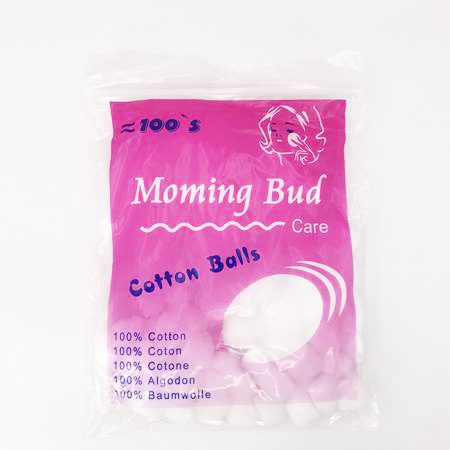 ≈100`s
Moming Bud
Care
Cotton Balls
100% Cotton
100% Coton
100% Cotone
100% Algodon
100% Baumwolle